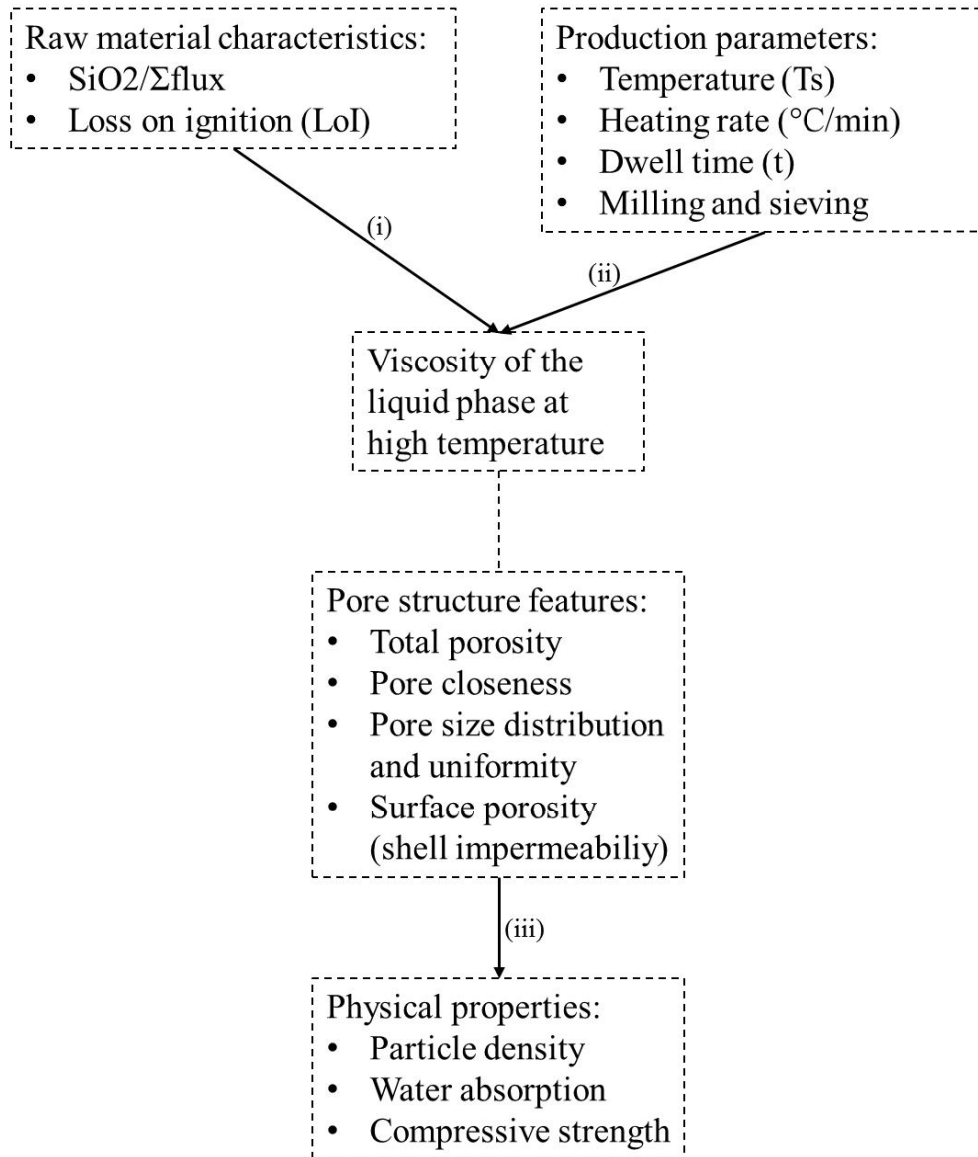 Raw material characteristics:
• SiO2/Σflux
• Loss on ignition (LoI)
Production parameters:
• Temperature (Ts)
• Heating rate (°C/min)
• Dwell time (t)
• Milling and sieving
(i)
(ii)
Viscosity of the
liquid phase at
high temperature
Pore structure features:
• Total porosity
• Pore closeness
• Pore size distribution
and uniformity
• Surface porosity
(shell impermeabiliy)
(iii)
Physical properties:
• Particle density
• Water absorption
• Compressive strength